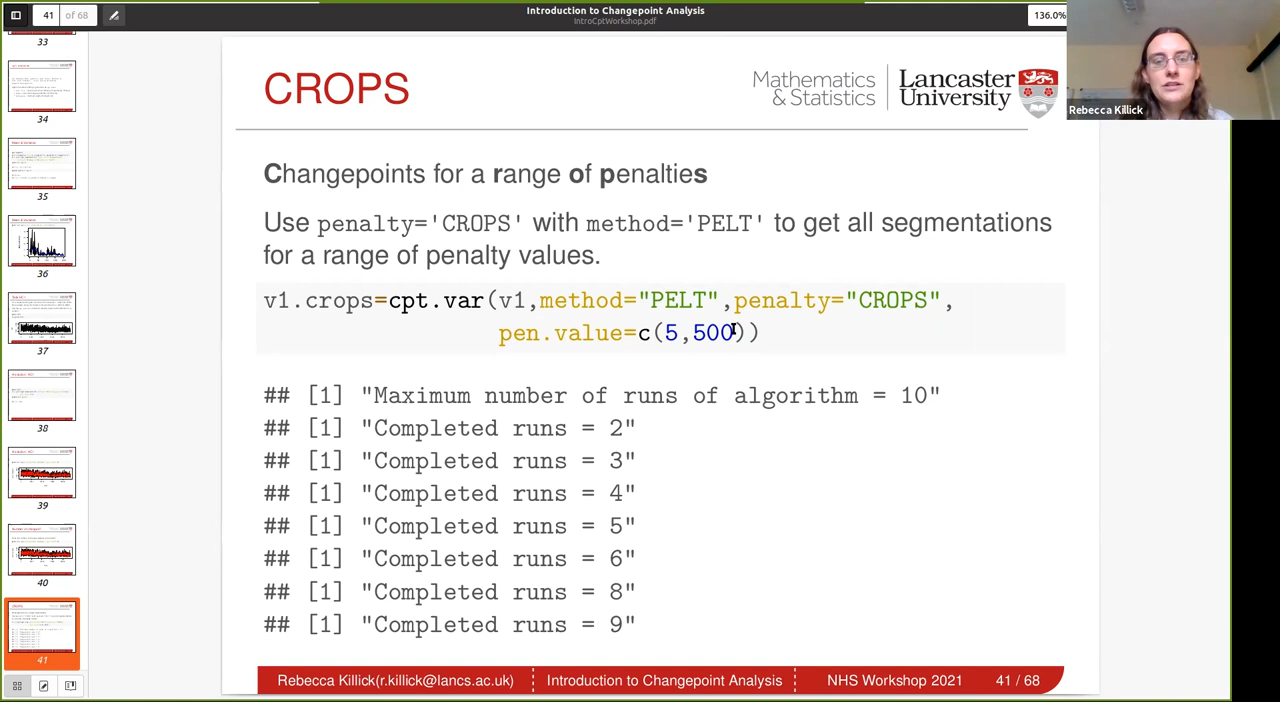 41 of 68
Introduction to Changepoint Analysis
IntroCptWorkshop.pdf
136.0%
Rebecca Killick
33
34
35
36
37
38
39
40
41
CROPS
Mathematics
& Statistics
Lancaster
University
Changepoints for a range of penalties
Use penalty='CROPS' with method='PELT' to get all segmentations
for a range of penalty values.
v1.crops=cpt.var(v1,method="PELT",penalty="CROPS",
pen.value=c(5,500))
## [1] "Maximum number of runs of algorithm = 10"
## [1] "Completed runs = 2"
## [1] "Completed runs = 3"
## [1] "Completed runs = 4"
## [1] "Completed runs = 5"
## [1] "Completed runs = 6"
## [1] "Completed runs = 8"
## [1] "Completed runs = 9"
Rebecca Killick(r.killick@lancs.ac.uk) Introduction to Changepoint Analysis NHS Workshop 2021 41 / 68